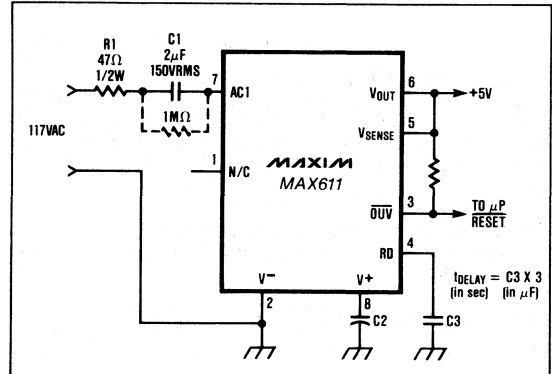 R1
47Ω
1/2W
C1
2μF
150VRMS
7
AC1
1MΩ
117VAC
1
N/C
MAXIM
MAX611
VOUT
6
+5V
VSENSE
5
OUV
3
TO μP
RESET
RD
4
tDELAY = C3 X 3
(in sec) (in μF)
V−
2
V+
8
C2
C3